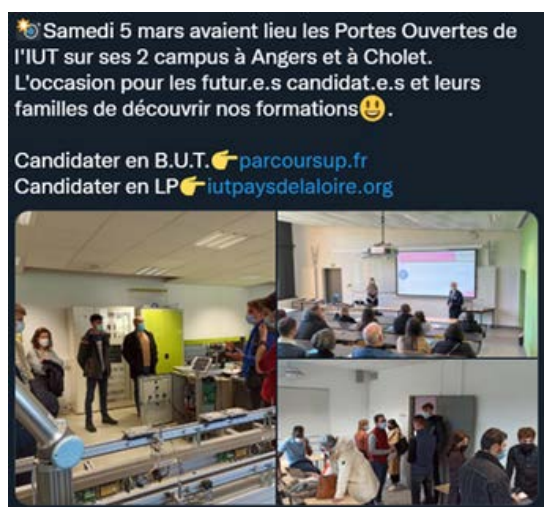 📸Samedi 5 mars avaient lieu les Portes Ouvertes de
l'IUT sur ses 2 campus à Angers et à Cholet.
L'occasion pour les futur.e.s candidat.e.s et leurs
familles de découvrir nos formations😃.
Candidater en B.U.T.👉parcoursup.fr
Candidater en LP👉iutpaysdelaloire.org